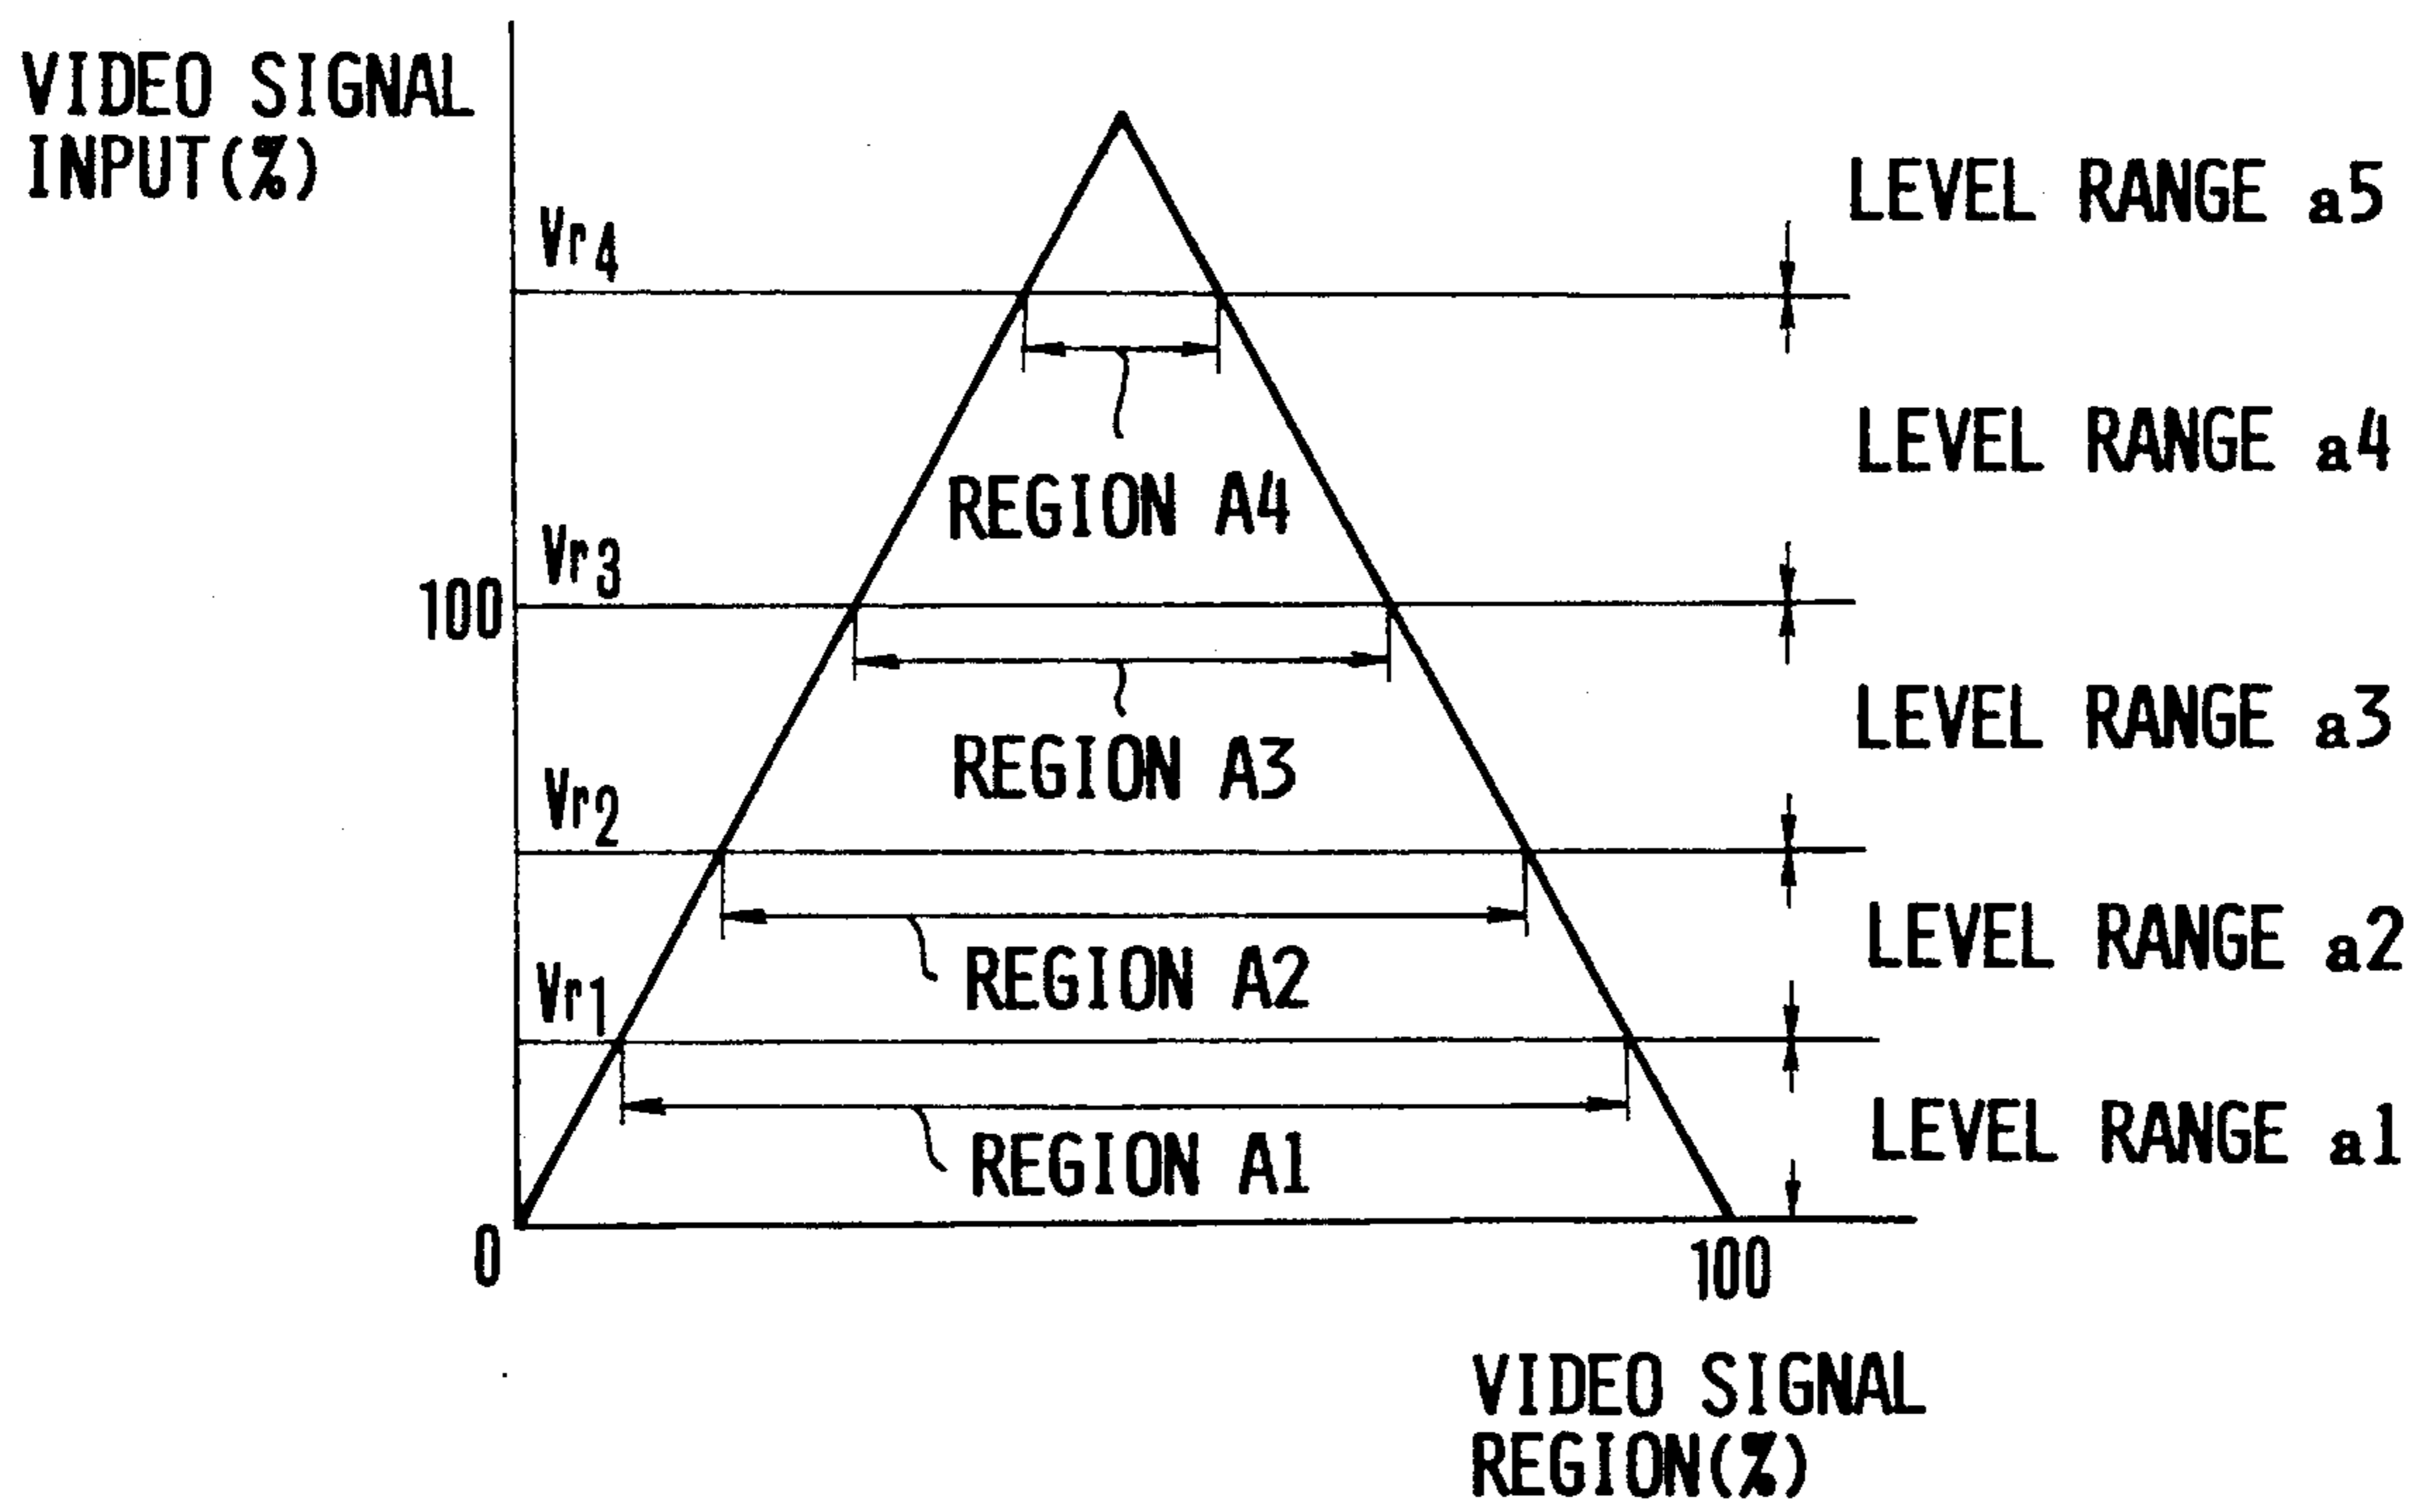 VIDEO SIGNAL
INPUT(%)
LEVEL RANGE a5
Vr4
LEVEL RANGE a4
REGION A4
Vr3
100
LEVEL RANGE a3
REGION A3
Vr2
LEVEL RANGE a2
REGION A2
Vr1
LEVEL RANGE a1
REGION A1
0
100
VIDEO SIGNAL
REGION(%)